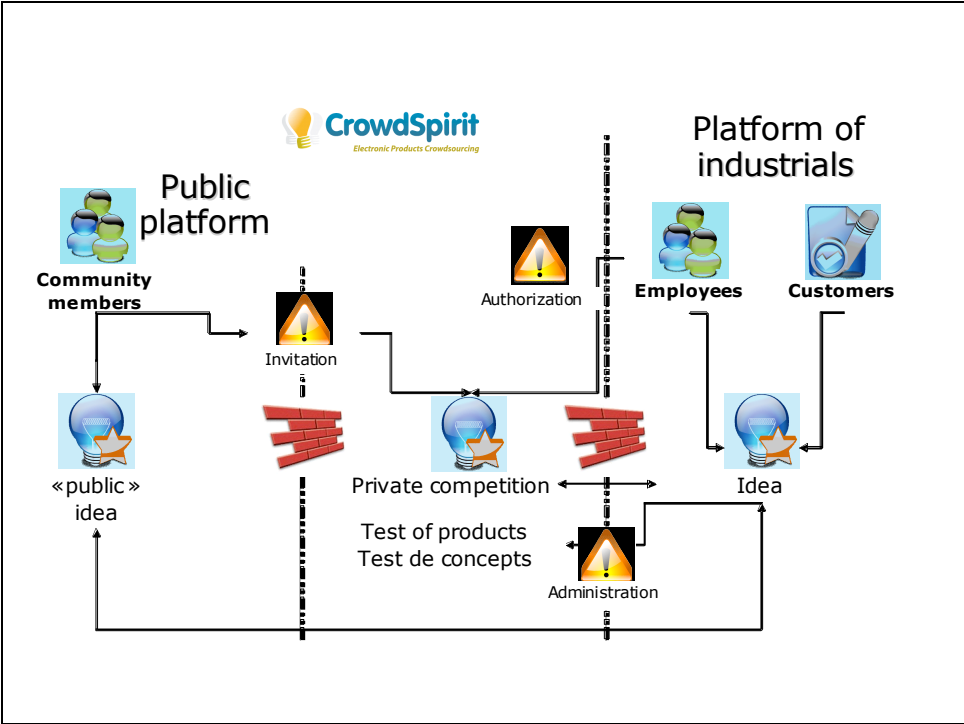 CrowdSpirit
Electronic Products Crowdsourcing
Platform of
industrials
Public
platform
Community
members
Authorization
Employees
Customers
Invitation
«public»
idea
Private competition
Idea
Test of products
Test de concepts
Administration